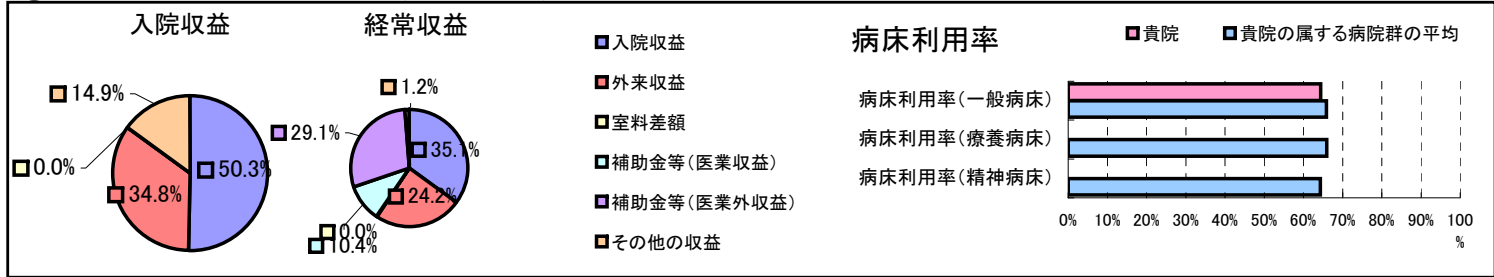 入院収益
14.9%
0.0%
34.8%
50.3%
経常収益
1.2%
29.1%
35.1%
24.2%
0.0%
10.4%
入院収益
外来収益
室料差額
補助金等(医業収益)
補助金等(医業外収益)
その他の収益
病床利用率
貴院
貴院の属する病院群の平均
病床利用率(一般病床)
病床利用率(療養病床)
病床利用率(精神病床)
0% 10% 20% 30% 40% 50% 60% 70% 80% 90% 100
%